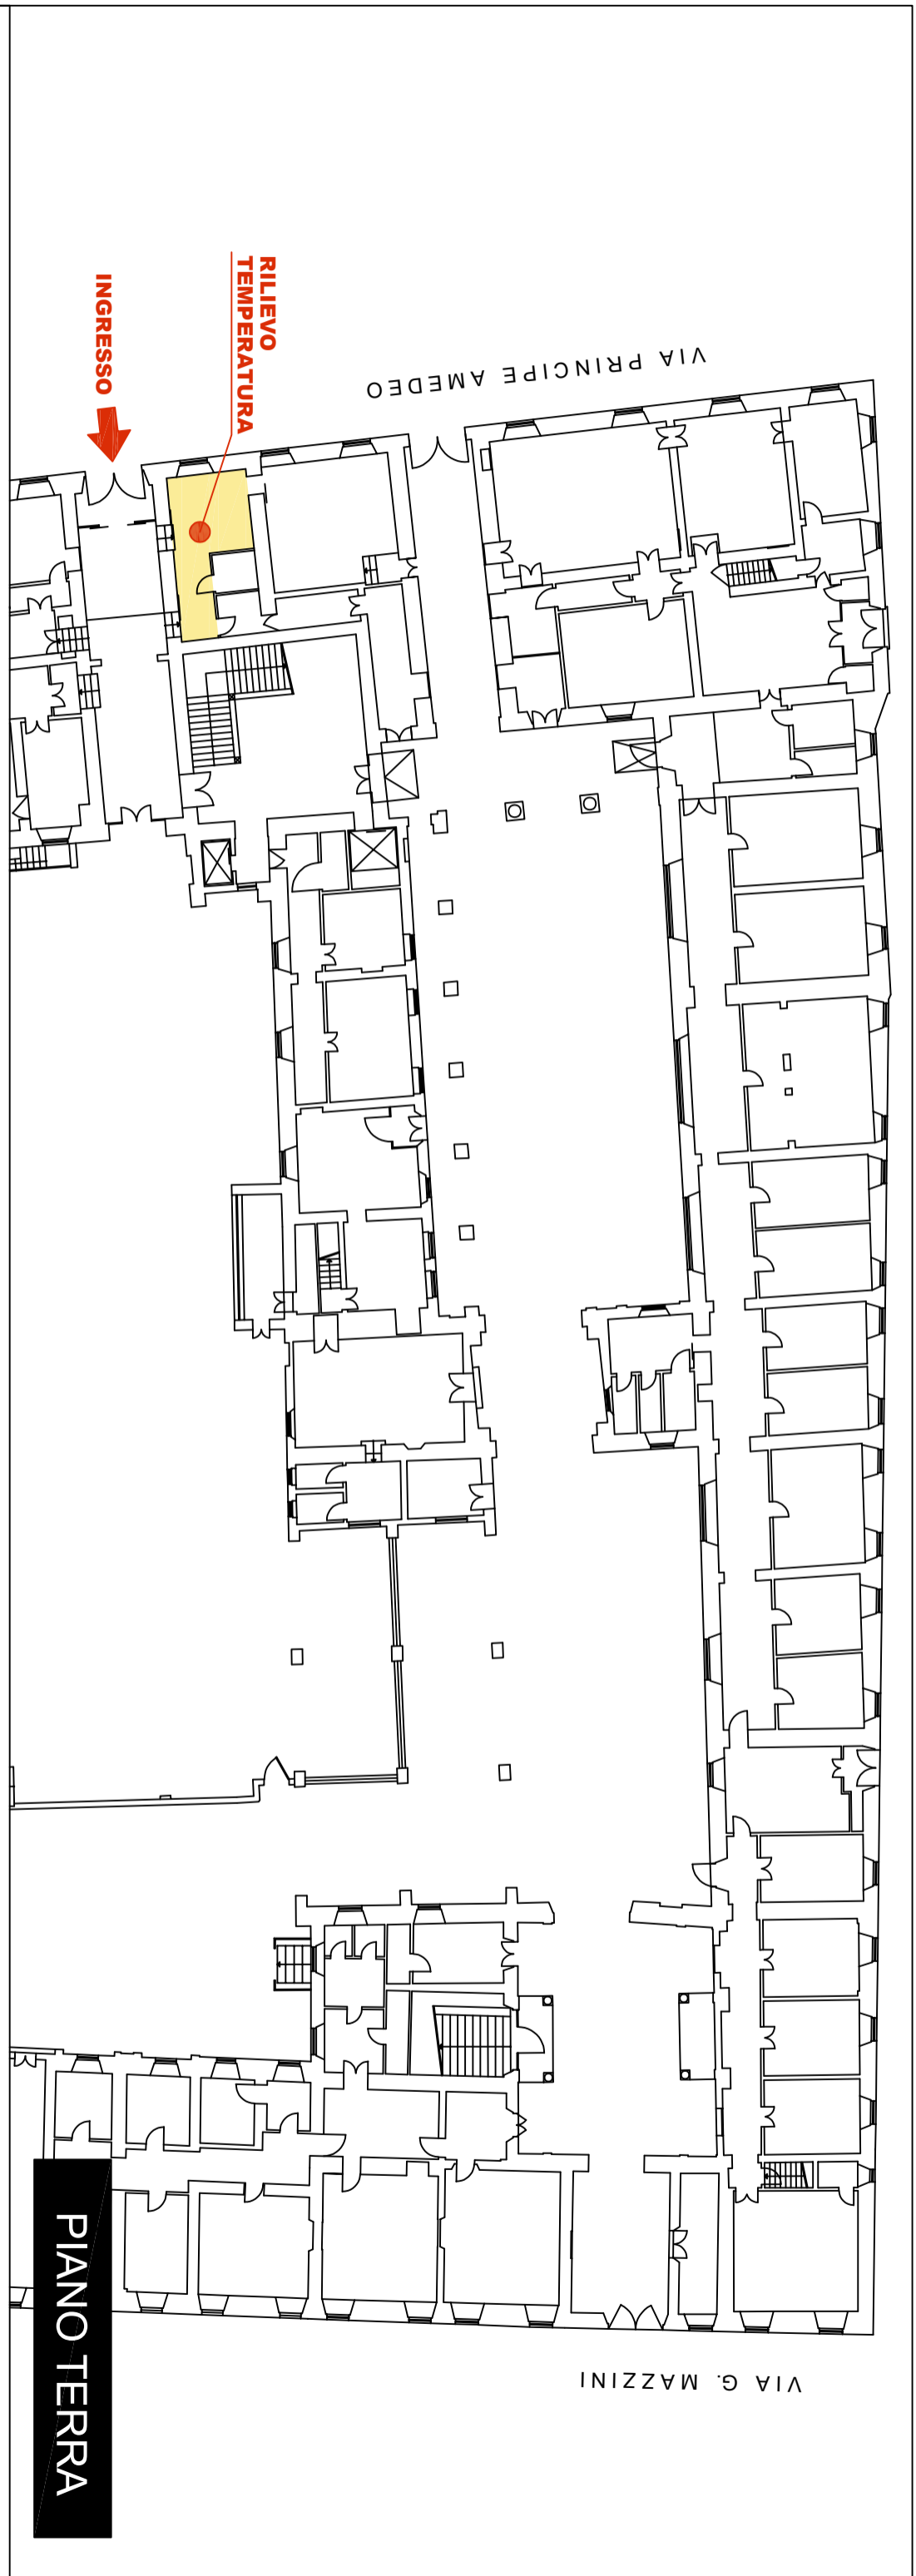 INGRESSO
RILIEVO
TEMPERATURA
VIA PRINCIPE AMEDEO
VIA G. MAZZINI
PIANO TERRA